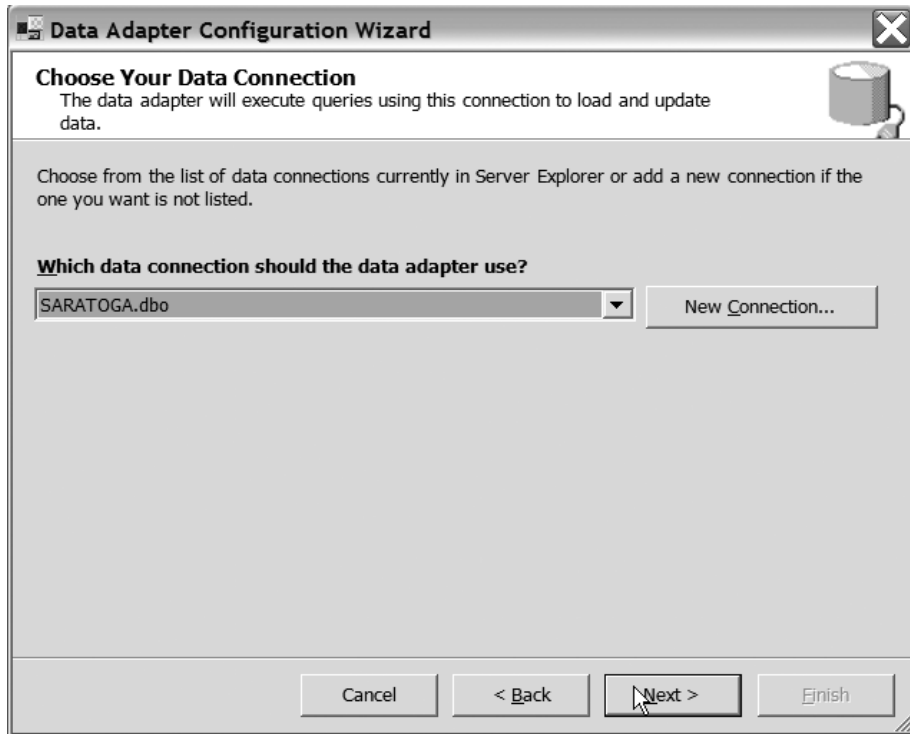 Data Adapter Configuration Wizard
Choose Your Data Connection
The data adapter will execute queries using this connection to load and update
data.
Choose from the list of data connections currently in Server Explorer or add a new connection if the
one you want is not listed.
Which data connection should the data adapter use?
SARATOGA.dbo
New Connection...
Cancel
< Back
Next >
Finish